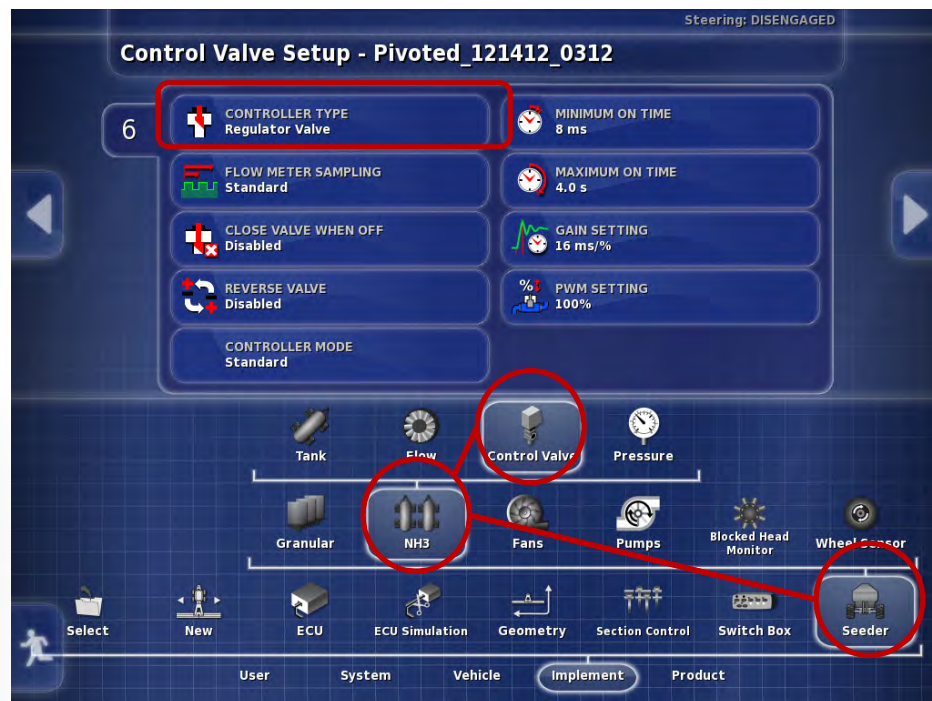 Steering: DISENGAGED
Control Valve Setup - Pivoted_121412_0312
6
CONTROLLER TYPE
Regulator Valve
MINIMUM ON TIME
8 ms
FLOW METER SAMPLING
Standard
MAXIMUM ON TIME
4.0 s
CLOSE VALVE WHEN OFF
Disabled
GAIN SETTING
16 ms/%
REVERSE VALVE
Disabled
%
PWM SETTING
100%
CONTROLLER MODE
Standard
Tank
Flow
Control Valve
Pressure
Granular
NH3
Fans
Pumps
Blocked Head
Monitor
Wheel Sensor
Select
New
ECU
ECU Simulation
Geometry
Section Control
Switch Box
Seeder
User
System
Vehicle
Implement
Product